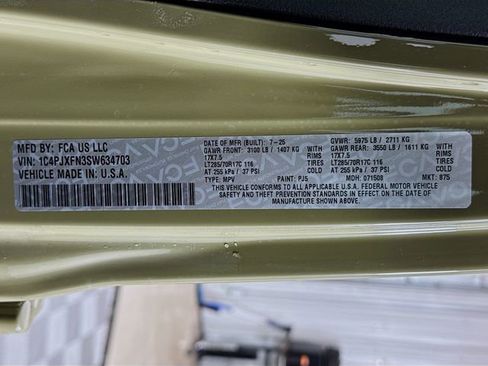 MFD BY: FCA US LLC
VIN: 1C4PJXFN3SW634703
VEHICLE MADE IN: U.S.A.
DATE OF MFR (BUILT): 7-25
GVWR: 5975 LB / 2711 KG
GAWR FRONT: 3100 LB / 1407 KG WITH
17X7.5 RIMS
LT285/70R17C 116 TIRES
AT 255 kPa / 37 PSI
GAWR REAR: 3550 LB / 1611 KG WITH
17X7.5 RIMS
LT285/70R17C 116 TIRES
AT 255 kPa / 37 PSI
TYPE: MPV PAINT: PJ5 MDH: 071508 MKT: 875
THIS VEHICLE CONFORMS TO ALL APPLICABLE U.S.A. FEDERAL MOTOR VEHICLE
SAFETY AND THEFT PREVENTION STANDARDS IN EFFECT ON THE DATE OF
MANUFACTURE SHOWN ABOVE.